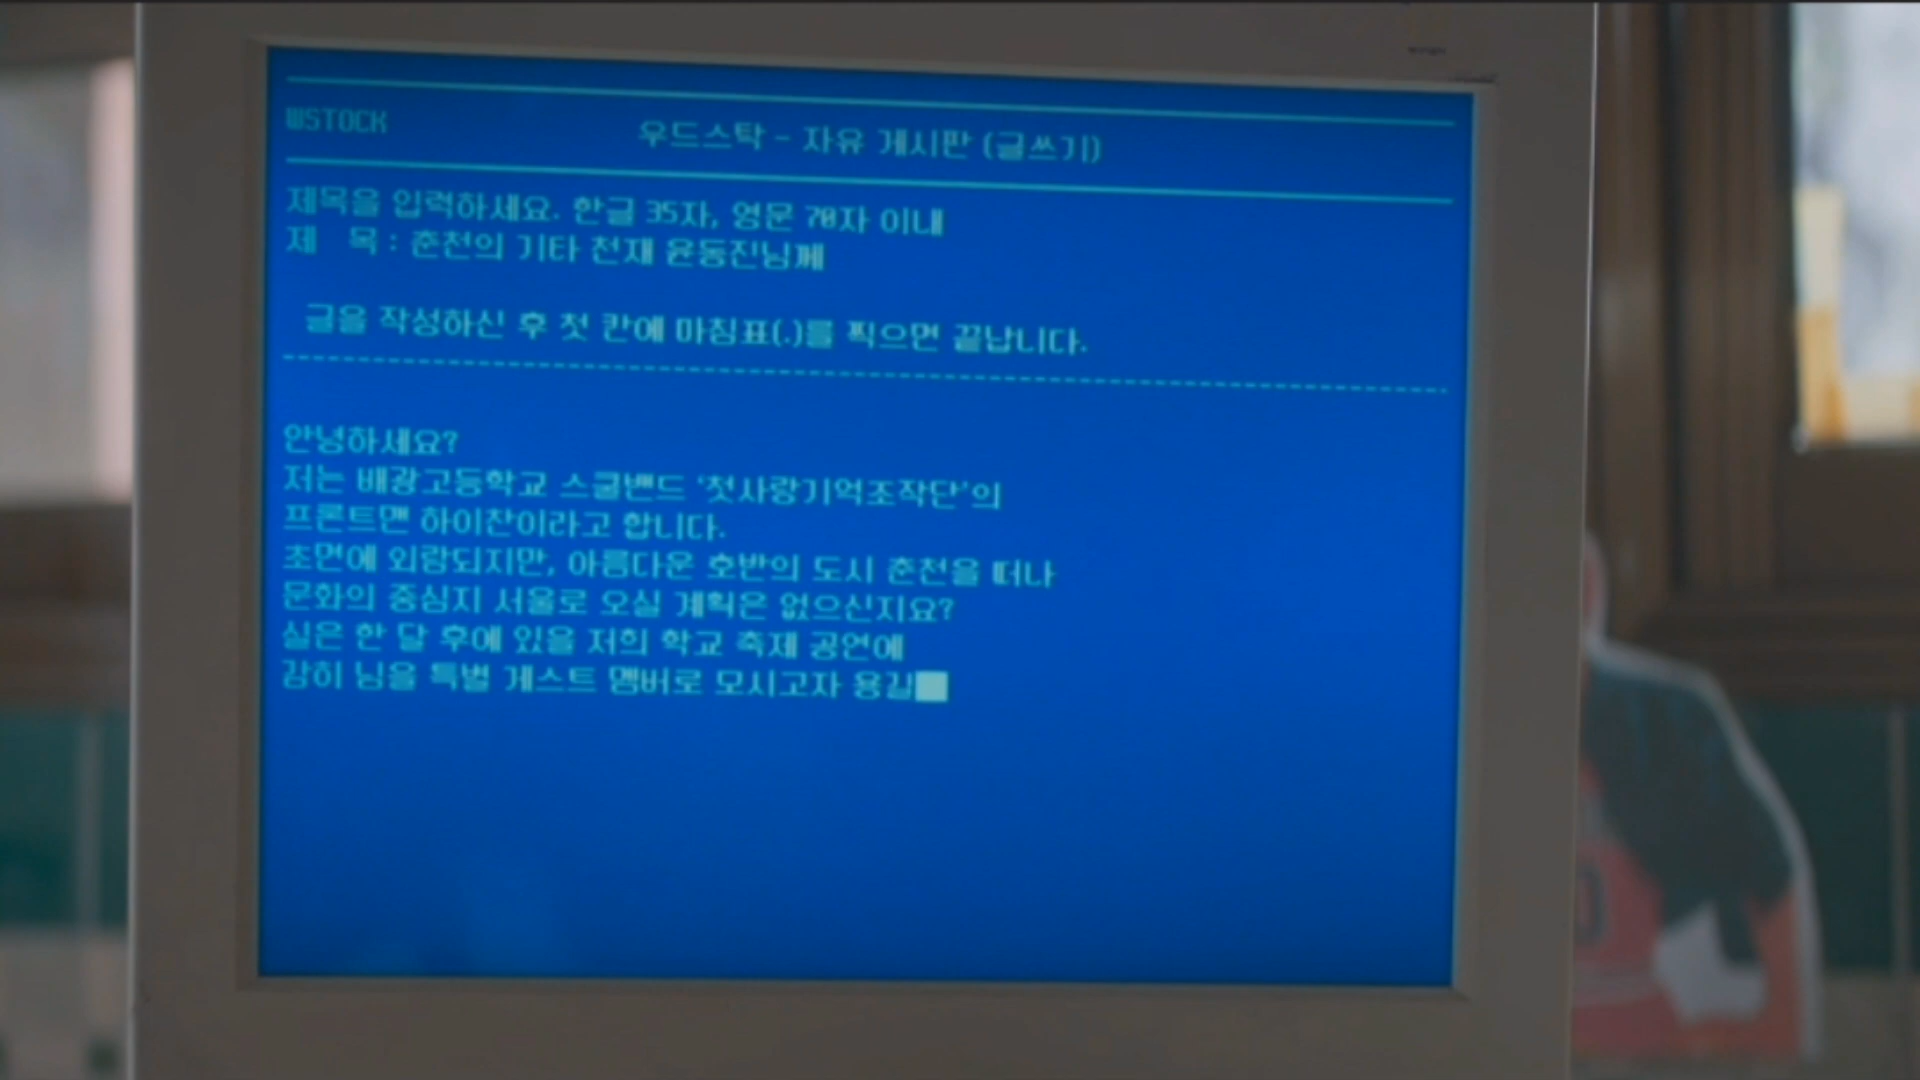 WSTOCK
우드스탁 - 자유 게시판 (글쓰기)
제목을 입력하세요. 한글 35자, 영문 70자 이내
제 목 : 춘천의 기타 천재 윤동진님께
글을 작성하신 후 첫 칸에 마침표(.)를 찍으면 끝납니다.
안녕하세요?
저는 배광고등학교 스쿨밴드 '첫사랑기억조작단'의
프론트맨 하이찬이라고 합니다.
초면에 외람되지만, 아름다운 호반의 도시 춘천을 떠나
문화의 중심지 서울로 오실 계획은 없으신지요?
실은 한 달 후에 있을 저희 학교 축제 공연에
감히 님을 특별 게스트 멤버로 모시고자 용길